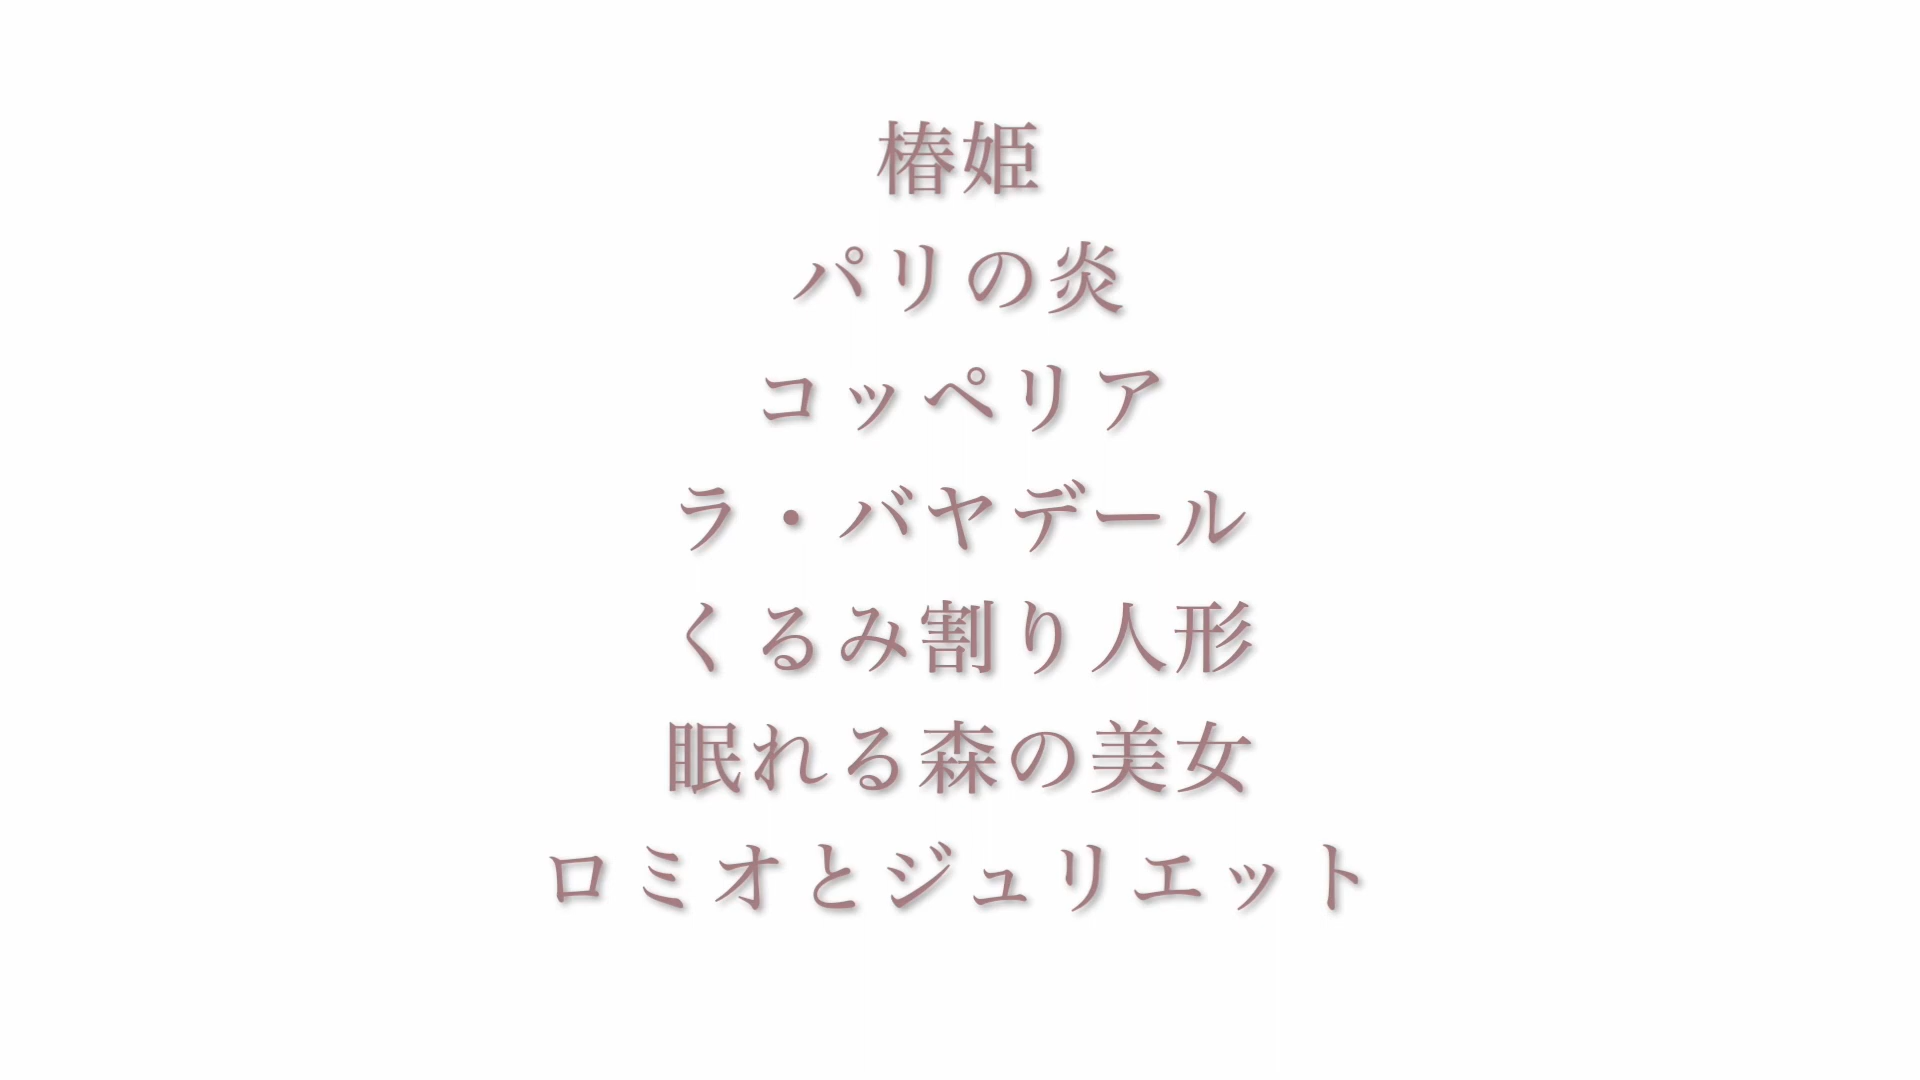 椿姫
パリの炎
コッペリア
ラ・バヤデール
くるみ割り人形
眠れる森の美女
ロミオとジュリエット